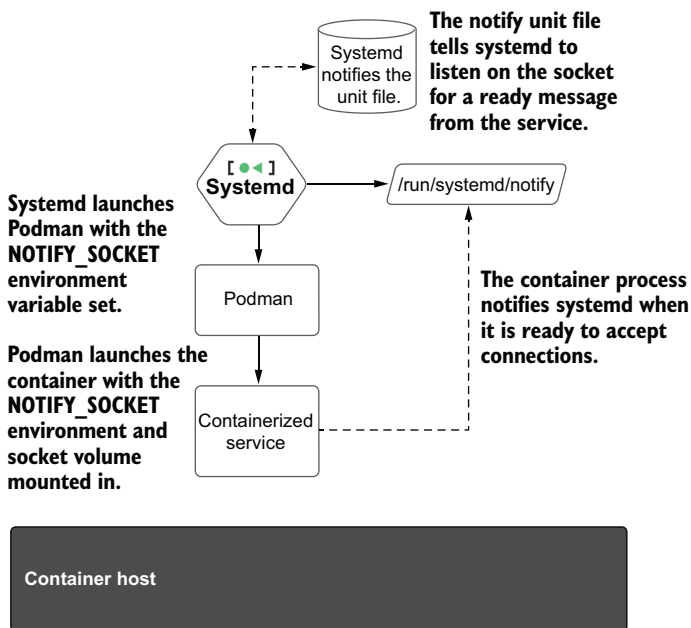 Systemd
notifies the
unit file.
The notify unit file
tells systemd to
listen on the socket
for a ready message
from the service.
[ ●◄ ]
Systemd
/run/systemd/notify
Systemd launches
Podman with the
NOTIFY_SOCKET
environment
variable set.
Podman
The container process
notifies systemd when
it is ready to accept
connections.
Podman launches the
container with the
NOTIFY_SOCKET
environment and
socket volume
mounted in.
Containerized
service
Container host